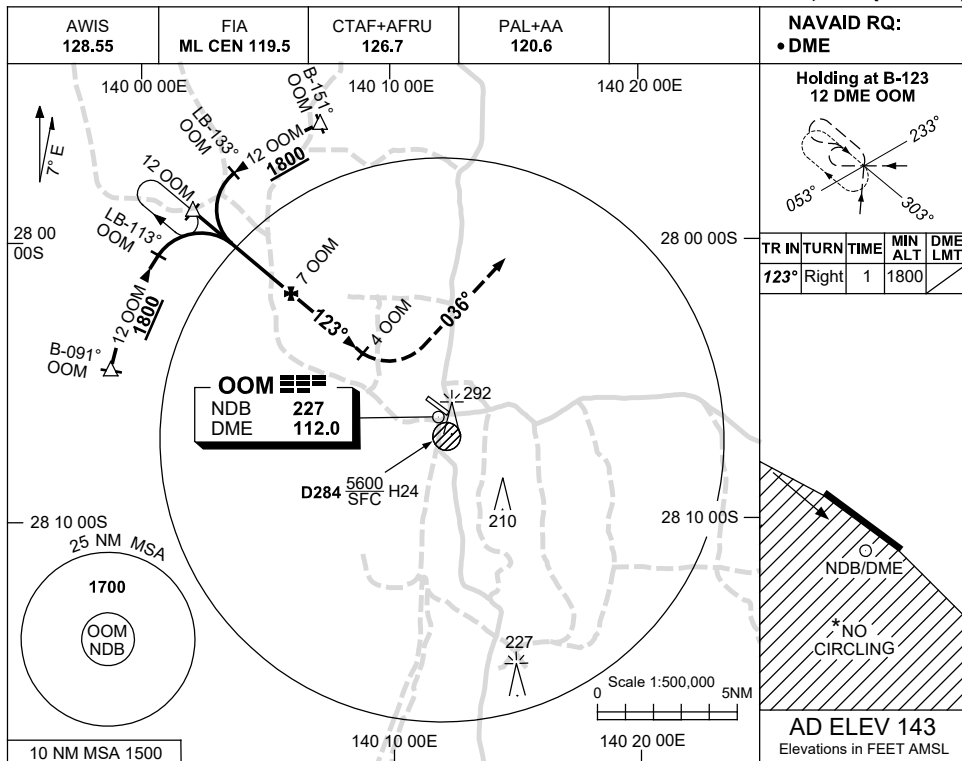 AWIS
128.55
FIA
ML CEN 119.5
CTAF+AFRU
126.7
PAL+AA
120.6
NAVAID RQ:
• DME
140 00 00E
140 10 00E
140 20 00E
Holding at B-123
12 DME OOM
233°
053°
303°
TR IN
TURN
TIME
MIN
ALT
DME
LMT
123°
Right
1
1800
7° E
B-151°
OOM
LB-133°
OOM
12 OOM
1800
12 OOM
LB-113°
OOM
28 00
00S
28 00 00S
7 OOM
12 OOM
1800
123°
4 OOM
036°
B-091°
OOM
OOM
NDB 227
DME 112.0
292
D284 5600
SFC H24
210
28 10 00S
28 10 00S
25 NM MSA
1700
OOM
NDB
227
Scale 1:500,000
0
5NM
NDB/DME
*NO
CIRCLING
10 NM MSA 1500
140 10 00E
140 20 00E
AD ELEV 143
Elevations in FEET AMSL